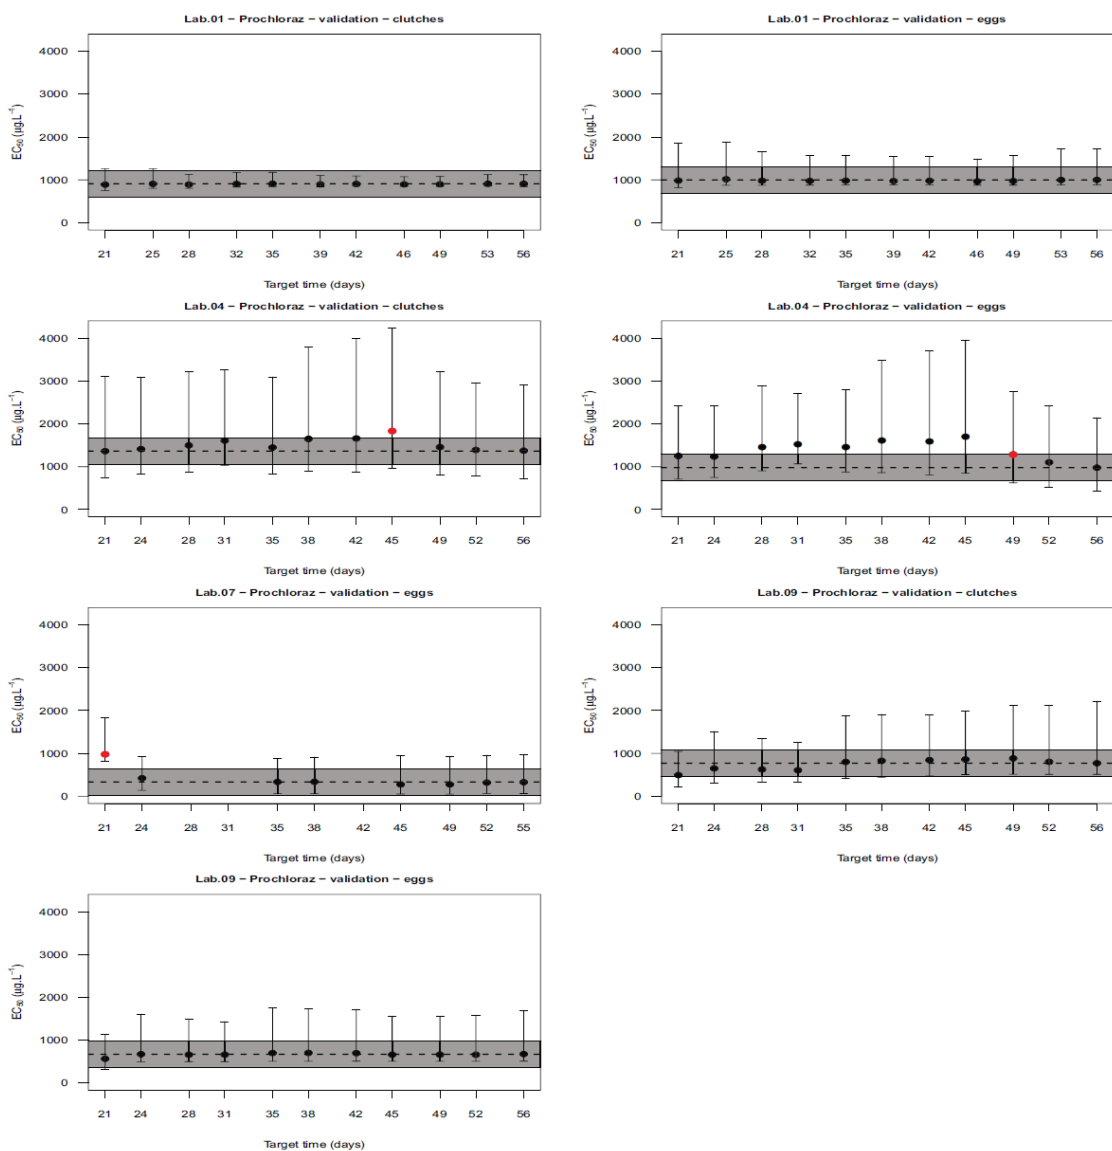 Lab.01 − Prochloraz − validation − clutches
EC50 (µg.L−1)
4000
3000
2000
1000
0
21 25 28 32 35 39 42 46 49 53 56
Target time (days)
Lab.01 − Prochloraz − validation − eggs
EC50 (µg.L−1)
4000
3000
2000
1000
0
21 25 28 32 35 39 42 46 49 53 56
Target time (days)
Lab.04 − Prochloraz − validation − clutches
EC50 (µg.L−1)
4000
3000
2000
1000
0
21 24 28 31 35 38 42 45 49 52 56
Target time (days)
Lab.04 − Prochloraz − validation − eggs
EC50 (µg.L−1)
4000
3000
2000
1000
0
21 24 28 31 35 38 42 45 49 52 56
Target time (days)
Lab.07 − Prochloraz − validation − eggs
EC50 (µg.L−1)
4000
3000
2000
1000
0
21 24 28 31 35 38 42 45 49 52 55
Target time (days)
Lab.09 − Prochloraz − validation − clutches
EC50 (µg.L−1)
4000
3000
2000
1000
0
21 24 28 31 35 38 42 45 49 52 56
Target time (days)
Lab.09 − Prochloraz − validation − eggs
EC50 (µg.L−1)
4000
3000
2000
1000
0
21 24 28 31 35 38 42 45 49 52 56
Target time (days)